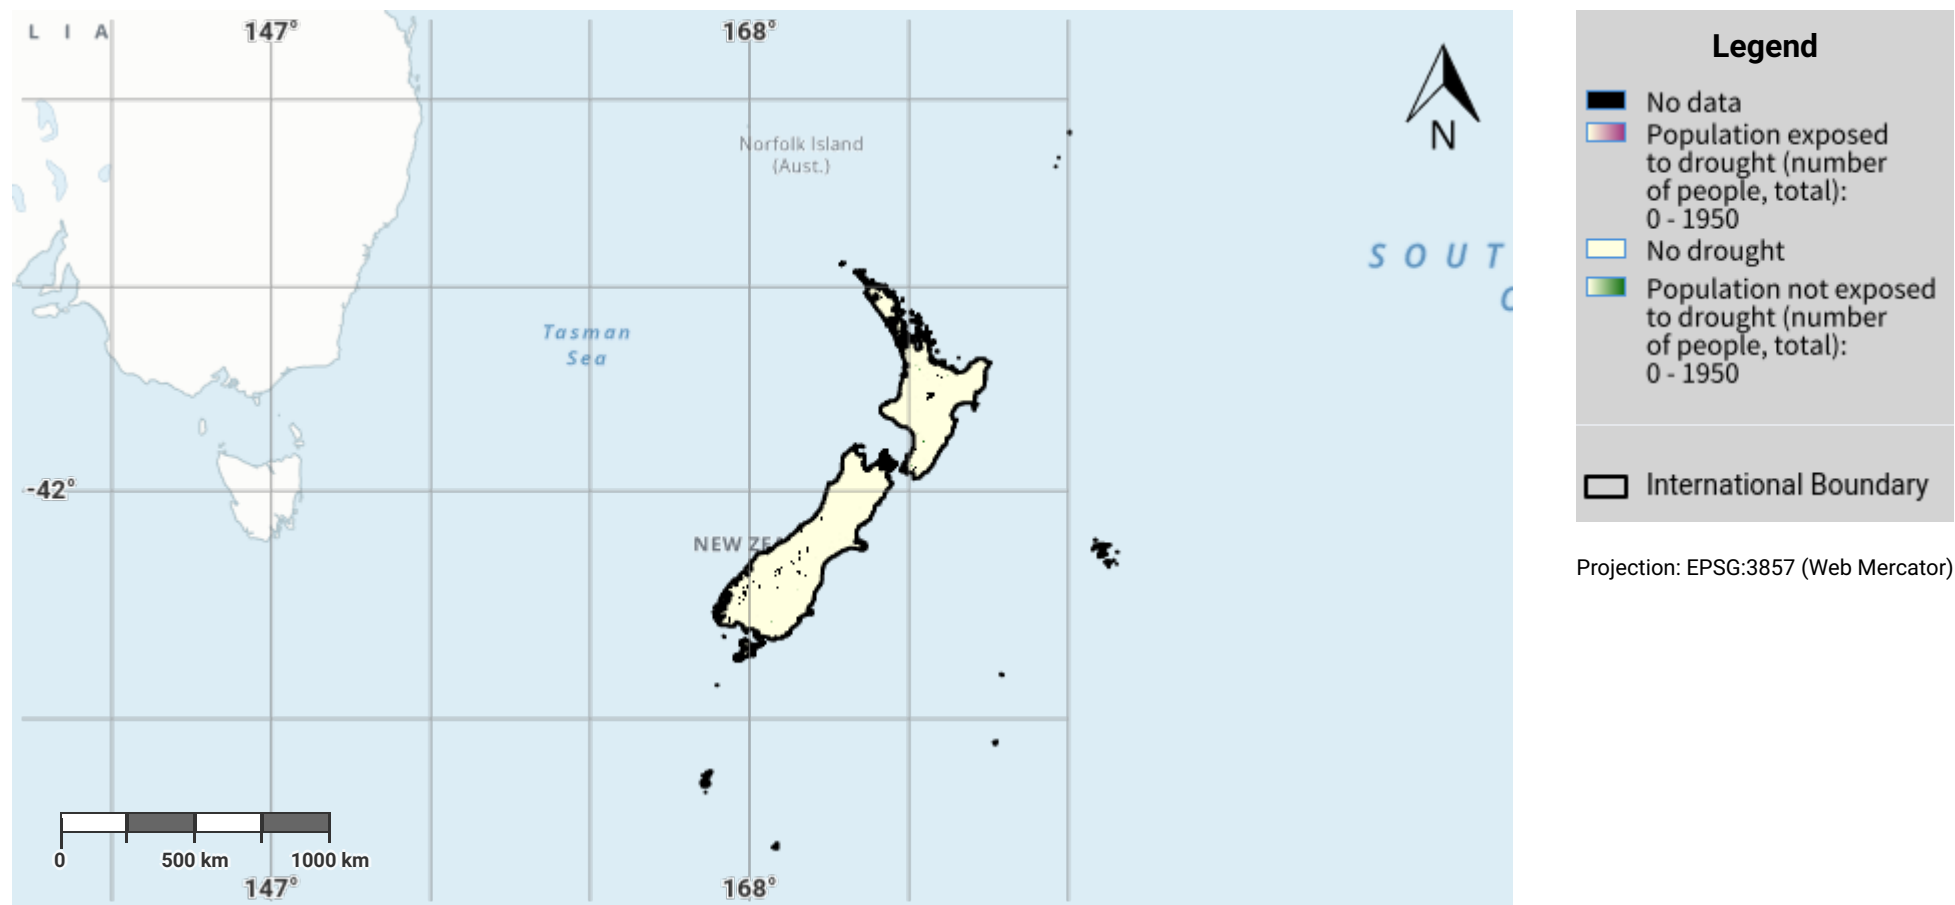 L I A
147°
168°
N
Norfolk Island
(Aust.)
SOUT
Tasman
Sea
-42°
NEW ZEA
0
500 km
1000 km
147°
168°
Legend
No data
Population exposed
to drought (number
of people, total):
0 - 1950
No drought
Population not exposed
to drought (number
of people, total):
0 - 1950
International Boundary
Projection: EPSG:3857 (Web Mercator)